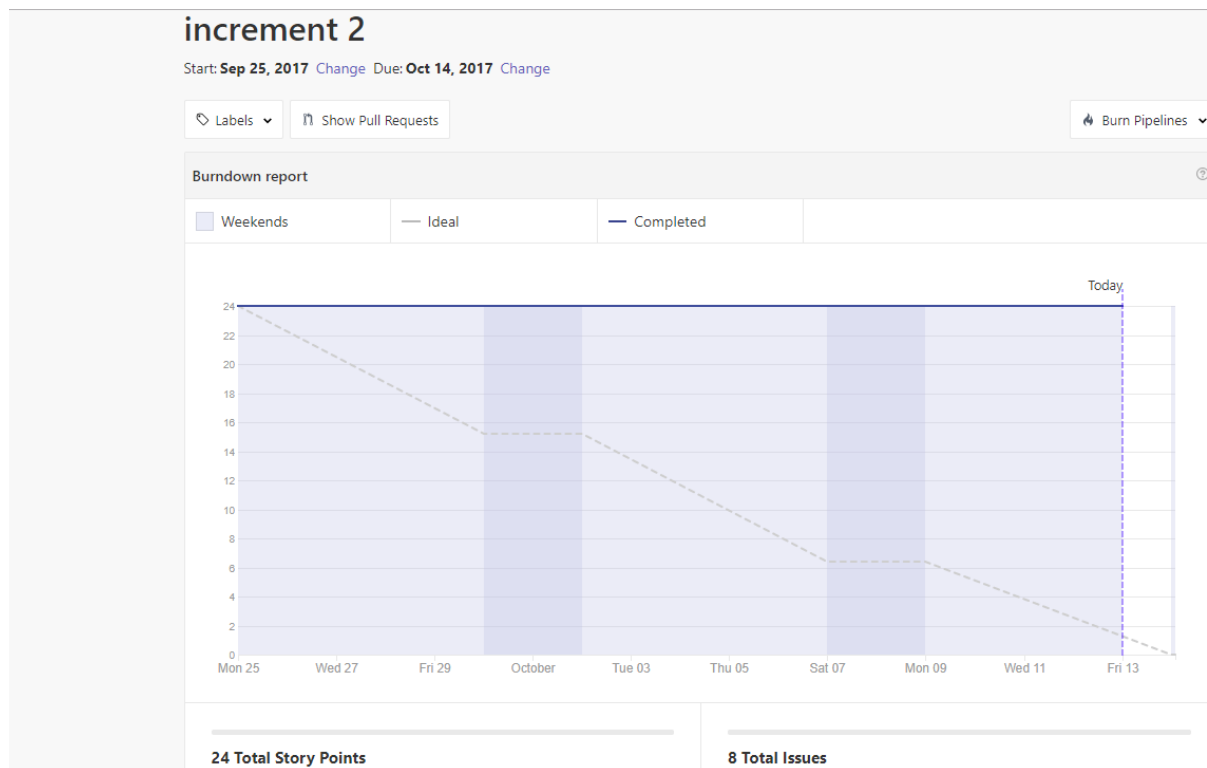 increment 2
Start: Sep 25, 2017 Change Due: Oct 14, 2017 Change
Labels Show Pull Requests Burn Pipelines
Burndown report
Weekends Ideal Completed
Today
24
22
20
18
16
14
12
10
8
6
4
2
0
Mon 25 Wed 27 Fri 29 October Tue 03 Thu 05 Sat 07 Mon 09 Wed 11 Fri 13
24 Total Story Points 8 Total Issues